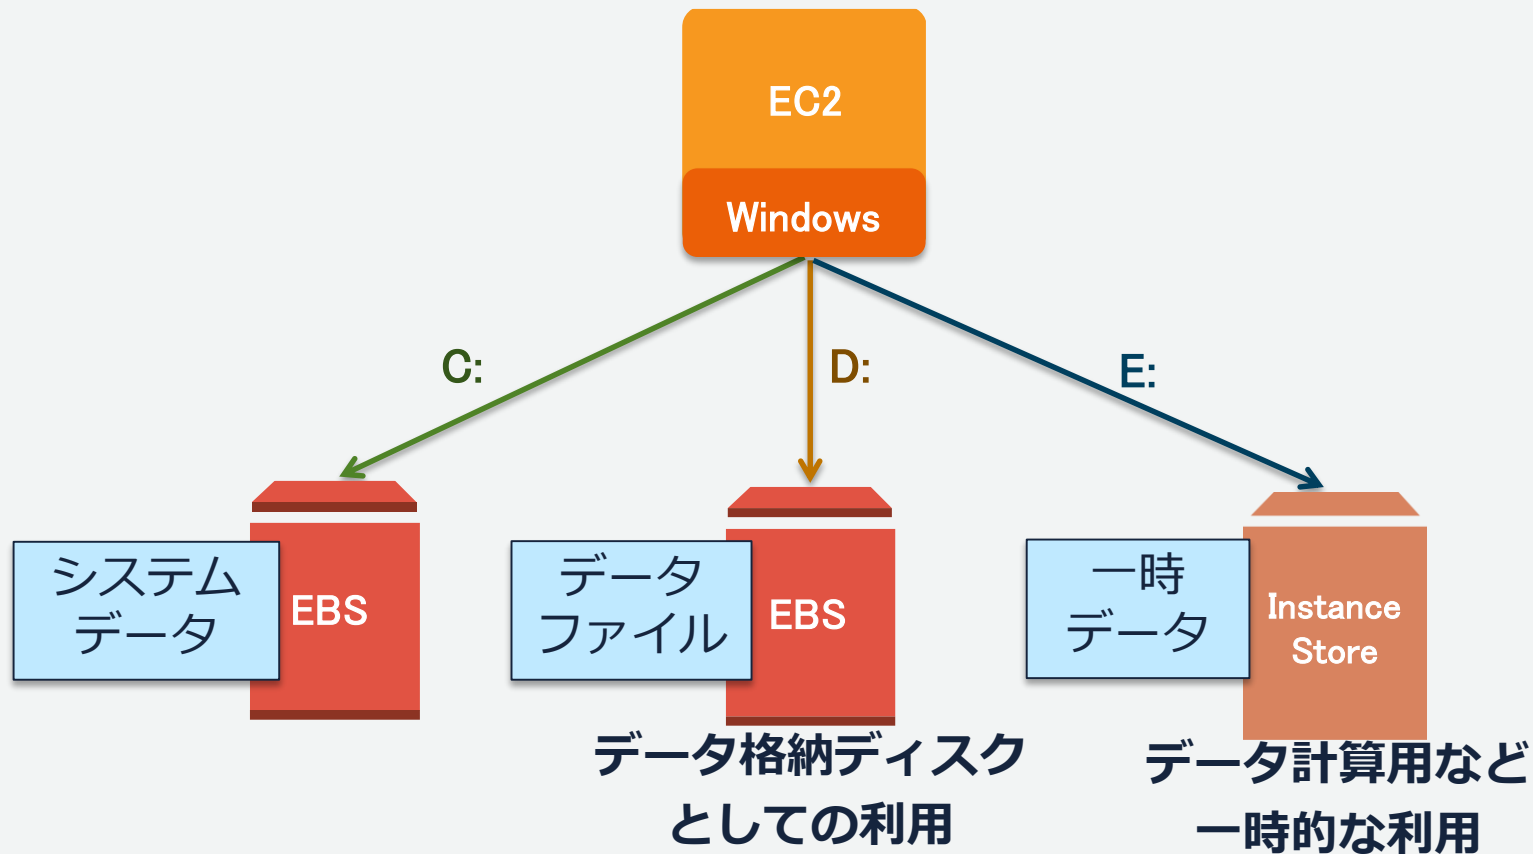 EC2
Windows
C:
D:
E:
システム
データ
EBS
データ
ファイル
EBS
一時
データ
Instance
Store
データ格納ディスク
としての利用
データ計算用など
一時的な利用